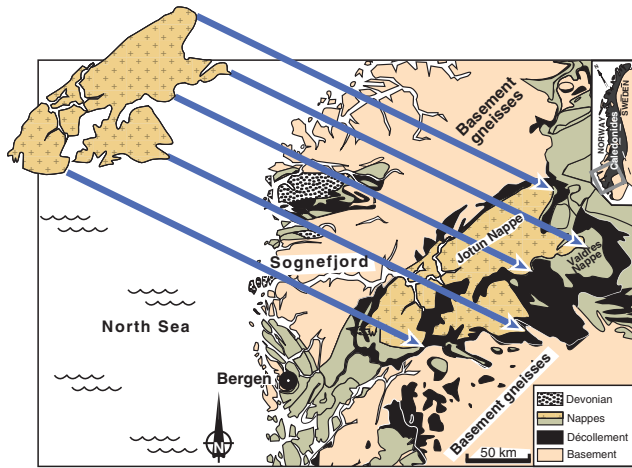 Basement
gneisses
NORWAY
SWEDEN
Caledonides
Jotun Nappe
Valdres
Nappe
Sognefjord
North Sea
Bergen
Basement gneisses
N
50 km
Devonian
Nappes
Décollement
Basement